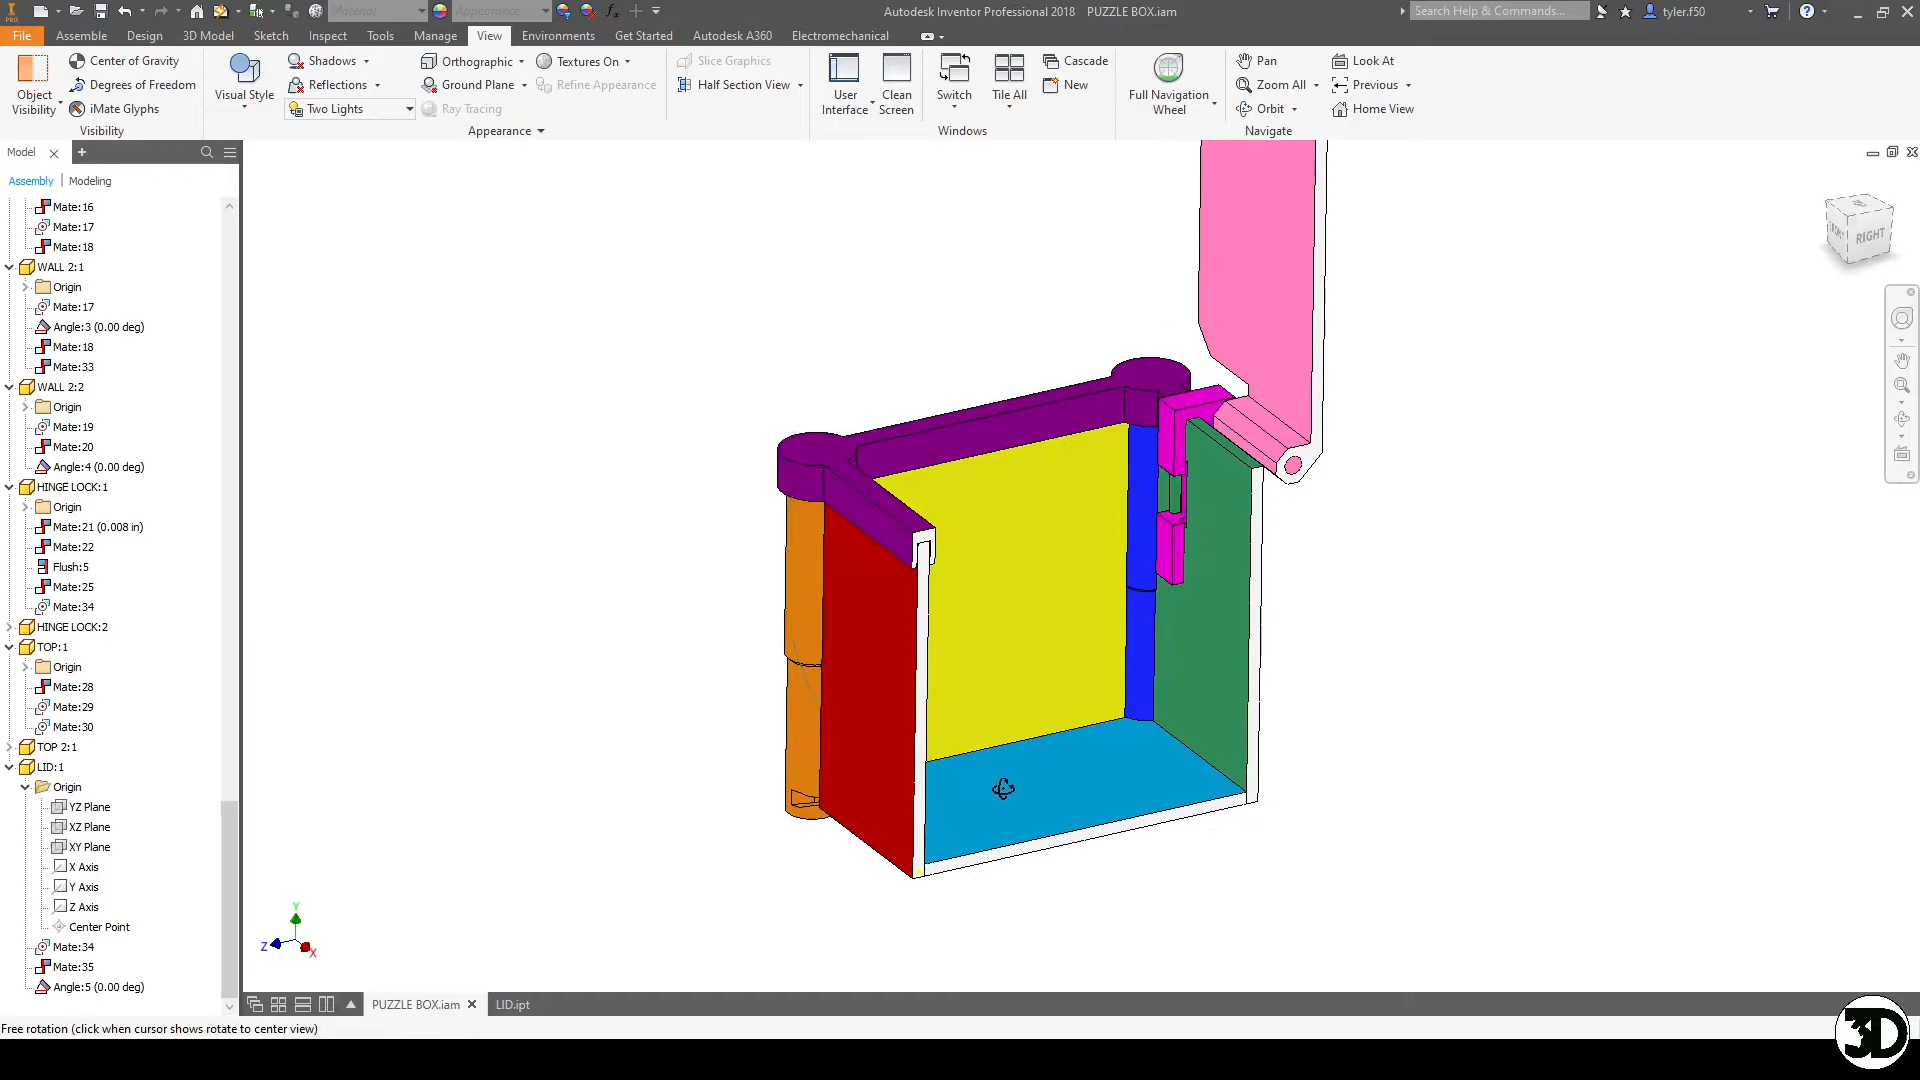 Material
Appearance
Autodesk Inventor Professional 2018 PUZZLE BOX.iam
Search Help & Commands...
tyler.f50
PRO
File
Assemble
Design
3D Model
Sketch
Inspect
Tools
Manage
View
Environments
Get Started
Autodesk A360
Electromechanical
Object Visibility
Center of Gravity
Degrees of Freedom
iMate Glyphs
Visibility
Visual Style
Shadows
Reflections
Two Lights
Orthographic
Ground Plane
Ray Tracing
Textures On
Refine Appearance
Appearance
Slice Graphics
Half Section View
User Interface
Clean Screen
Switch
Tile All
Cascade
New
Windows
Full Navigation Wheel
Pan
Zoom All
Orbit
Look At
Previous
Home View
Navigate
Model
Assembly
Modeling
Mate:16
Mate:17
Mate:18
WALL 2:1
Origin
Mate:17
Angle:3 (0.00 deg)
Mate:18
Mate:33
WALL 2:2
Origin
Mate:19
Mate:20
Angle:4 (0.00 deg)
HINGE LOCK:1
Origin
Mate:21 (0.008 in)
Mate:22
Flush:5
Mate:25
Mate:34
HINGE LOCK:2
TOP:1
Origin
Mate:28
Mate:29
Mate:30
TOP 2:1
LID:1
Origin
YZ Plane
XZ Plane
XY Plane
X Axis
Y Axis
Z Axis
Center Point
Mate:34
Mate:35
Angle:5 (0.00 deg)
RIGHT
Y
Z
X
PUZZLE BOX.iam
LID.ipt
Free rotation (click when cursor shows rotate to center view)
3D